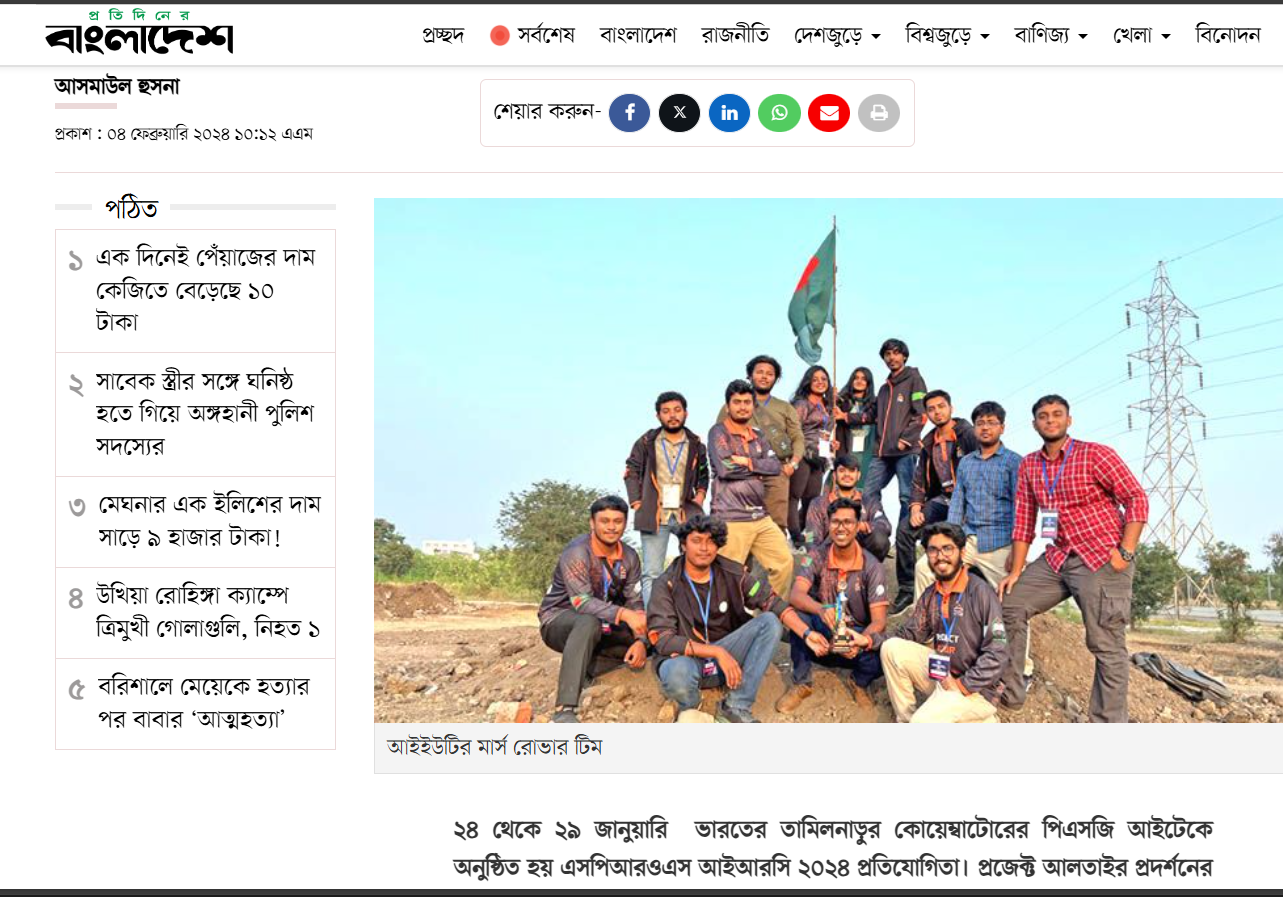 প্রতিদিনের
বাংলাদেশ
প্রচ্ছদ সর্বশেষ বাংলাদেশ রাজনীতি দেশজুড়ে বিশ্বজুড়ে বাণিজ্য খেলা বিনোদন
আসমাউল হুসনা
প্রকাশ : ০৪ ফেব্রুয়ারি ২০২৪ ১০:১২ এএম
শেয়ার করুন-
পঠিত
১ এক দিনেই পেঁয়াজের দাম
কেজিতে বেড়েছে ১০
টাকা
২ সাবেক স্ত্রীর সঙ্গে ঘনিষ্ঠ
হতে গিয়ে অঙ্গহানী পুলিশ
সদস্যের
৩ মেঘনার এক ইলিশের দাম
সাড়ে ৯ হাজার টাকা!
৪ উখিয়া রোহিঙ্গা ক্যাম্পে
ত্রিমুখী গোলাগুলি, নিহত ১
৫ বরিশালে মেয়েকে হত্যার
পর বাবার ‘আত্মহত্যা’
আইইউটির মার্স রোভার টিম
২৪ থেকে ২৯ জানুয়ারি ভারতের তামিলনাড়ুর কোয়েম্বাটোরের পিএসজি আইটেকে
অনুষ্ঠিত হয় এসপিআরওএস আইআরসি ২০২৪ প্রতিযোগিতা। প্রজেক্ট আলতাইর প্রদর্শনের